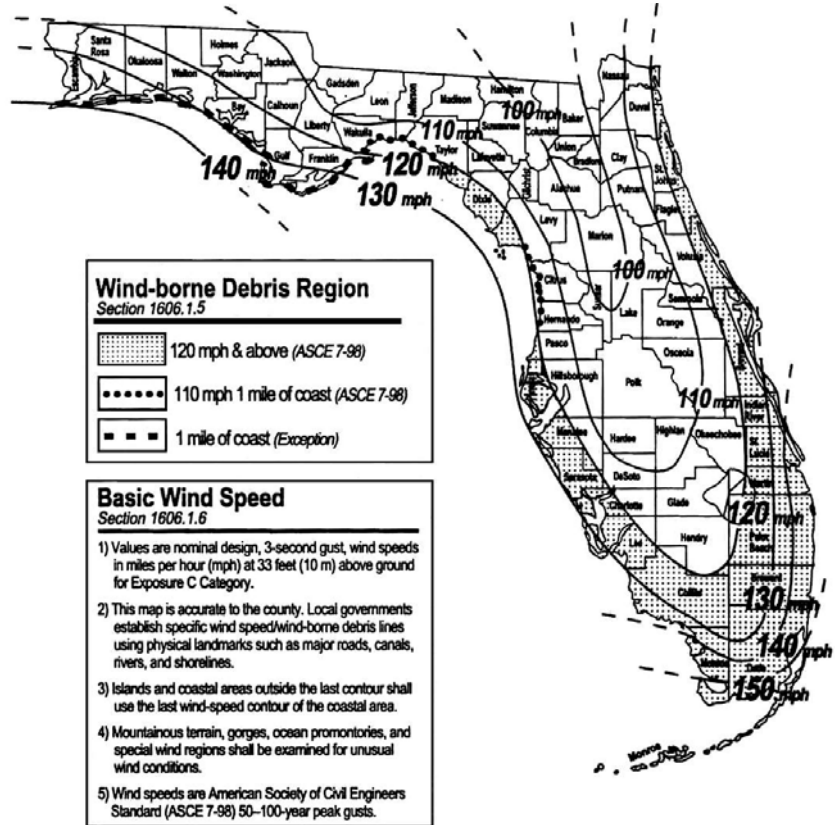 Santa
Rosa
Escambia
Okaloosa
Walton
Holmes
Washington
Jackson
Bay
Calhoun
Gulf
Liberty
Franklin
Gadsden
Leon
Wakulla
Jefferson
Madison
Taylor
Hamilton
Suwannee
Lafayette
Columbia
Baker
Union
Bradford
Nassau
Duval
Clay
St.
Johns
Putnam
Flagler
Alachua
Gilchrist
Dixie
Levy
Marion
Volusia
Citrus
Sumter
Lake
Seminole
Hernando
Orange
Pasco
Osceola
Hillsborough
Polk
Indian
River
Manatee
Hardee
Highlan
Okeechobee
St.
Lucie
Sarasota
DeSoto
Martin
Charlotte
Glade
Lee
Hendry
Palm
Beach
Collier
Broward
Monroe
Dade
Monroe
100 mph
110 mph
120 mph
140 mph
130 mph
100 mph
110 mph
120 mph
130 mph
140 mph
150 mph
Wind-borne Debris Region
Section 1606.1.5
120 mph & above (ASCE 7-98)
110 mph 1 mile of coast (ASCE 7-98)
1 mile of coast (Exception)
Basic Wind Speed
Section 1606.1.6
1) Values are nominal design, 3-second gust, wind speeds
in miles per hour (mph) at 33 feet (10 m) above ground
for Exposure C Category.
2) This map is accurate to the county. Local governments
establish specific wind speed/wind-borne debris lines
using physical landmarks such as major roads, canals,
rivers, and shorelines.
3) Islands and coastal areas outside the last contour shall
use the last wind-speed contour of the coastal area.
4) Mountainous terrain, gorges, ocean promontories, and
special wind regions shall be examined for unusual
wind conditions.
5) Wind speeds are American Society of Civil Engineers
Standard (ASCE 7-98) 50–100-year peak gusts.